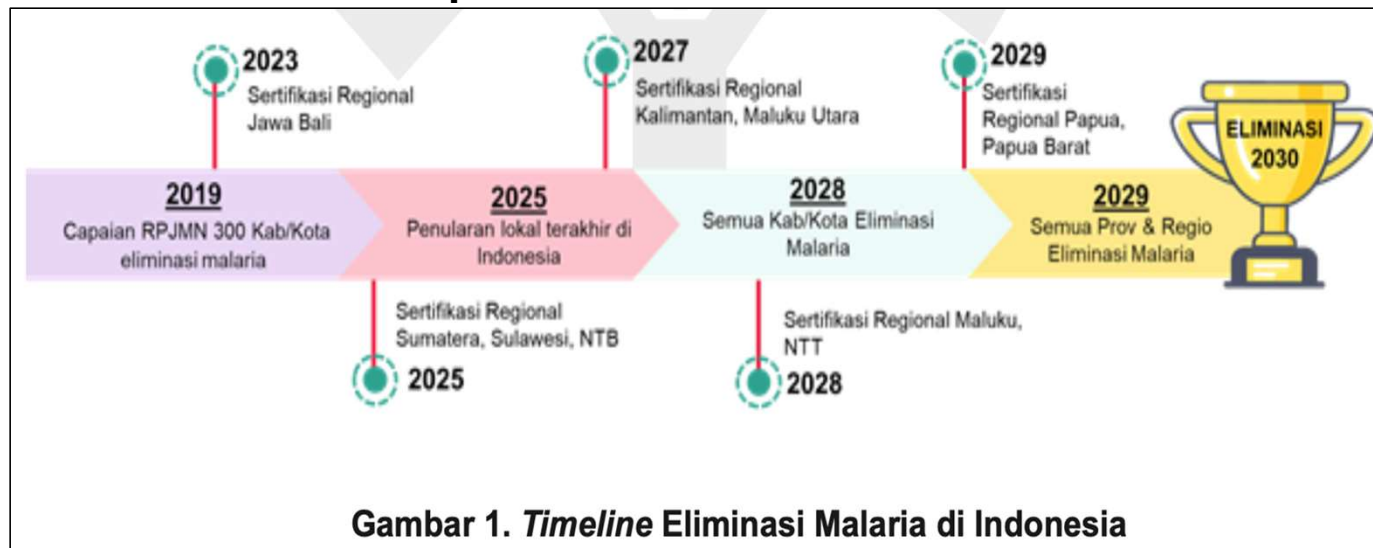 2023
Sertifikasi Regional
Jawa Bali
2027
Sertifikasi Regional
Kalimantan, Maluku Utara
2029
Sertifikasi
Regional Papua,
Papua Barat
ELIMINASI
2030
2019
Capaian RPJMN 300 Kab/Kota
eliminasi malaria
2025
Penularan lokal terakhir di
Indonesia
2028
Semua Kab/Kota Eliminasi
Malaria
2029
Semua Prov & Regio
Eliminasi Malaria
Sertifikasi Regional
Sumatera, Sulawesi, NTB
2025
Sertifikasi Regional Maluku,
NTT
2028
Gambar 1. Timeline Eliminasi Malaria di Indonesia